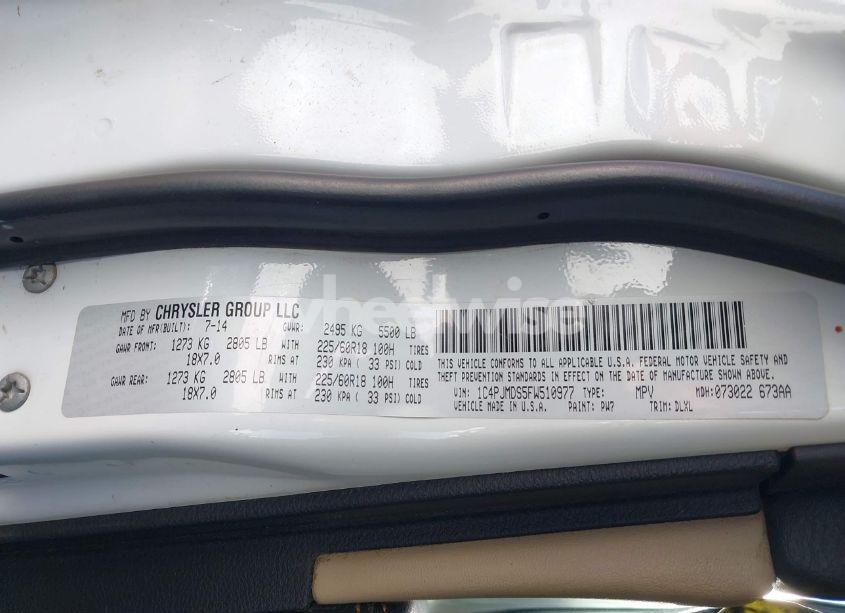 MFD BY CHRYSLER GROUP LLC
DATE OF MFR(BUILT): 7-14 GVWR: 2495 KG 5500 LB
GAWR FRONT: 1273 KG 2805 LB WITH 225/60R18 100H TIRES
18X7.0 RIMS AT 230 KPA ( 33 PSI) COLD
GAWR REAR: 1273 KG 2805 LB WITH 225/60R18 100H TIRES
18X7.0 RIMS AT 230 KPA ( 33 PSI) COLD
THIS VEHICLE CONFORMS TO ALL APPLICABLE U.S.A. FEDERAL MOTOR VEHICLE SAFETY AND
THEFT PREVENTION STANDARDS IN EFFECT ON THE DATE OF MANUFACTURE SHOWN ABOVE.
VIN: 1C4PJMDS5FW510977 TYPE: MPV MDH: 073022 673AA
VEHICLE MADE IN U.S.A. PAINT: PW7 TRIM: DLXL
wheelwise